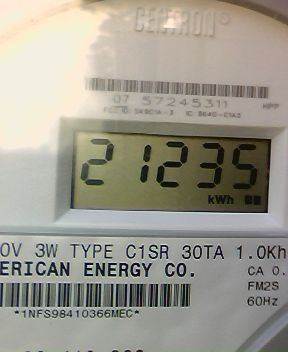 CENTRON®
07 57245311 HPP
21235
kWh
0V 3W TYPE C1SR 30TA 1.0Kh
ERICAN ENERGY CO. CA 0.
FM2S
60Hz
*1NFS98410366MEC*